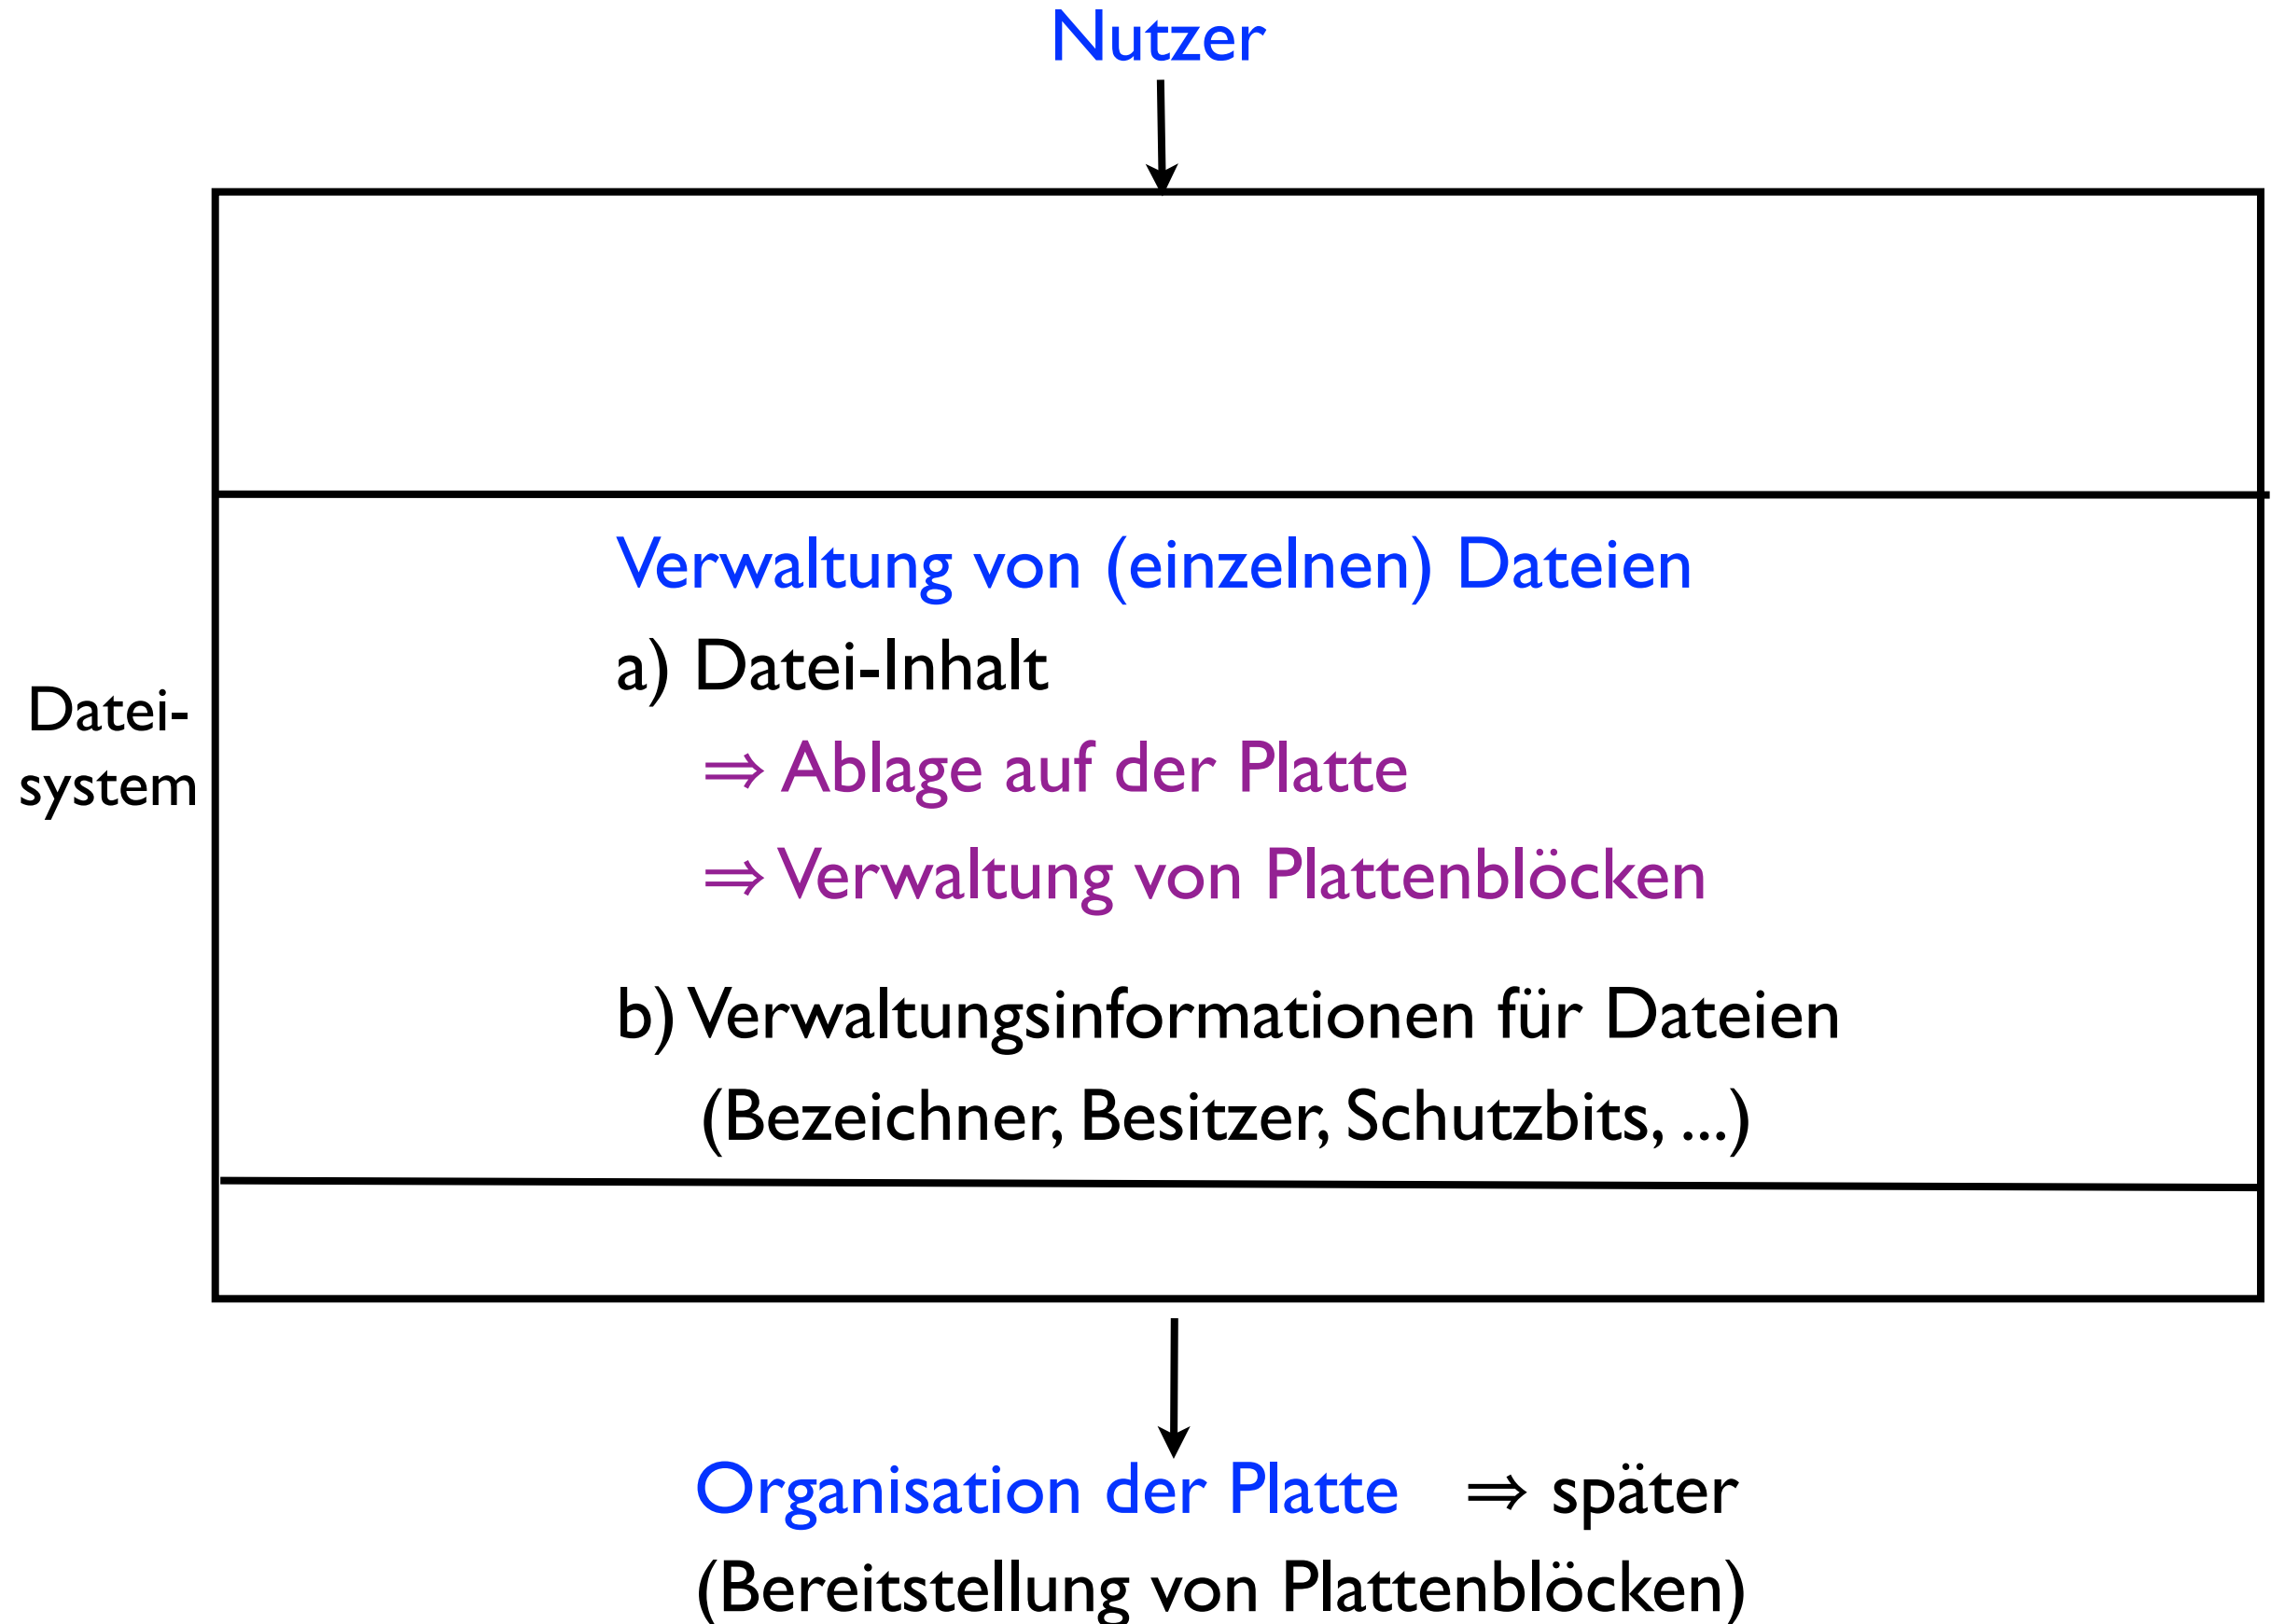 Nutzer
Verwaltung von (einzelnen) Dateien
a) Datei-Inhalt
⇒ Ablage auf der Platte
⇒ Verwaltung von Plattenblöcken
Datei-
system
b) Verwaltungsinformationen für Dateien
(Bezeichner, Besitzer, Schutzbits, ...)
Organisation der Platte ⇒ später
(Bereitstellung von Plattenblöcken)